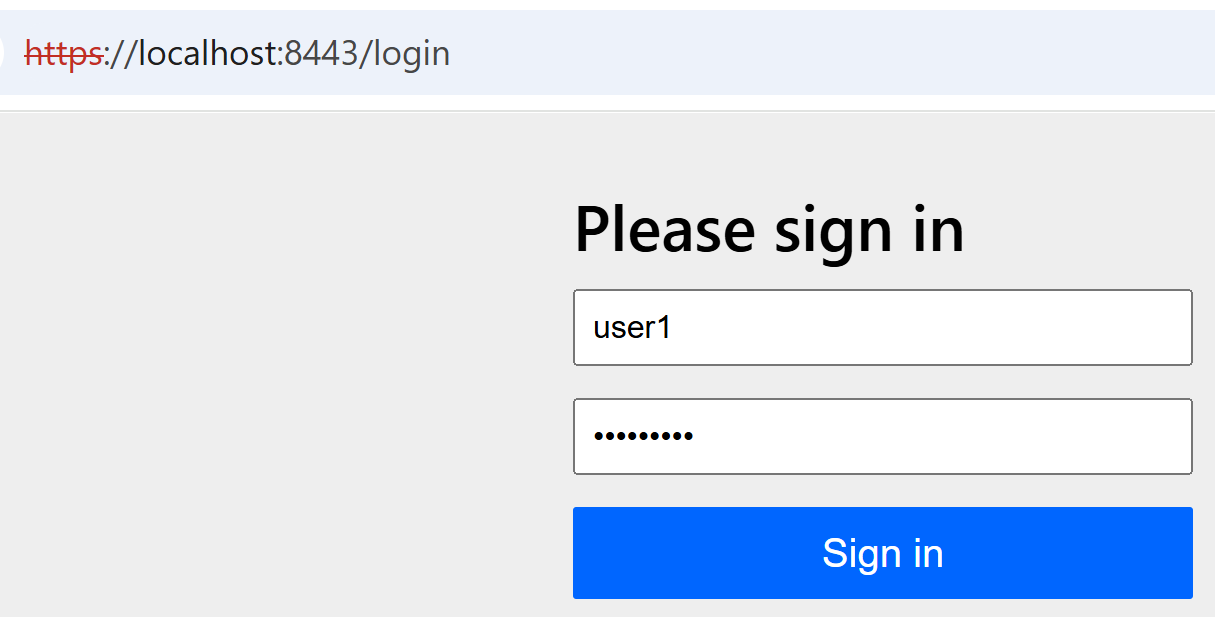 https://localhost:8443/login
Please sign in
user1
•••••••••
Sign in